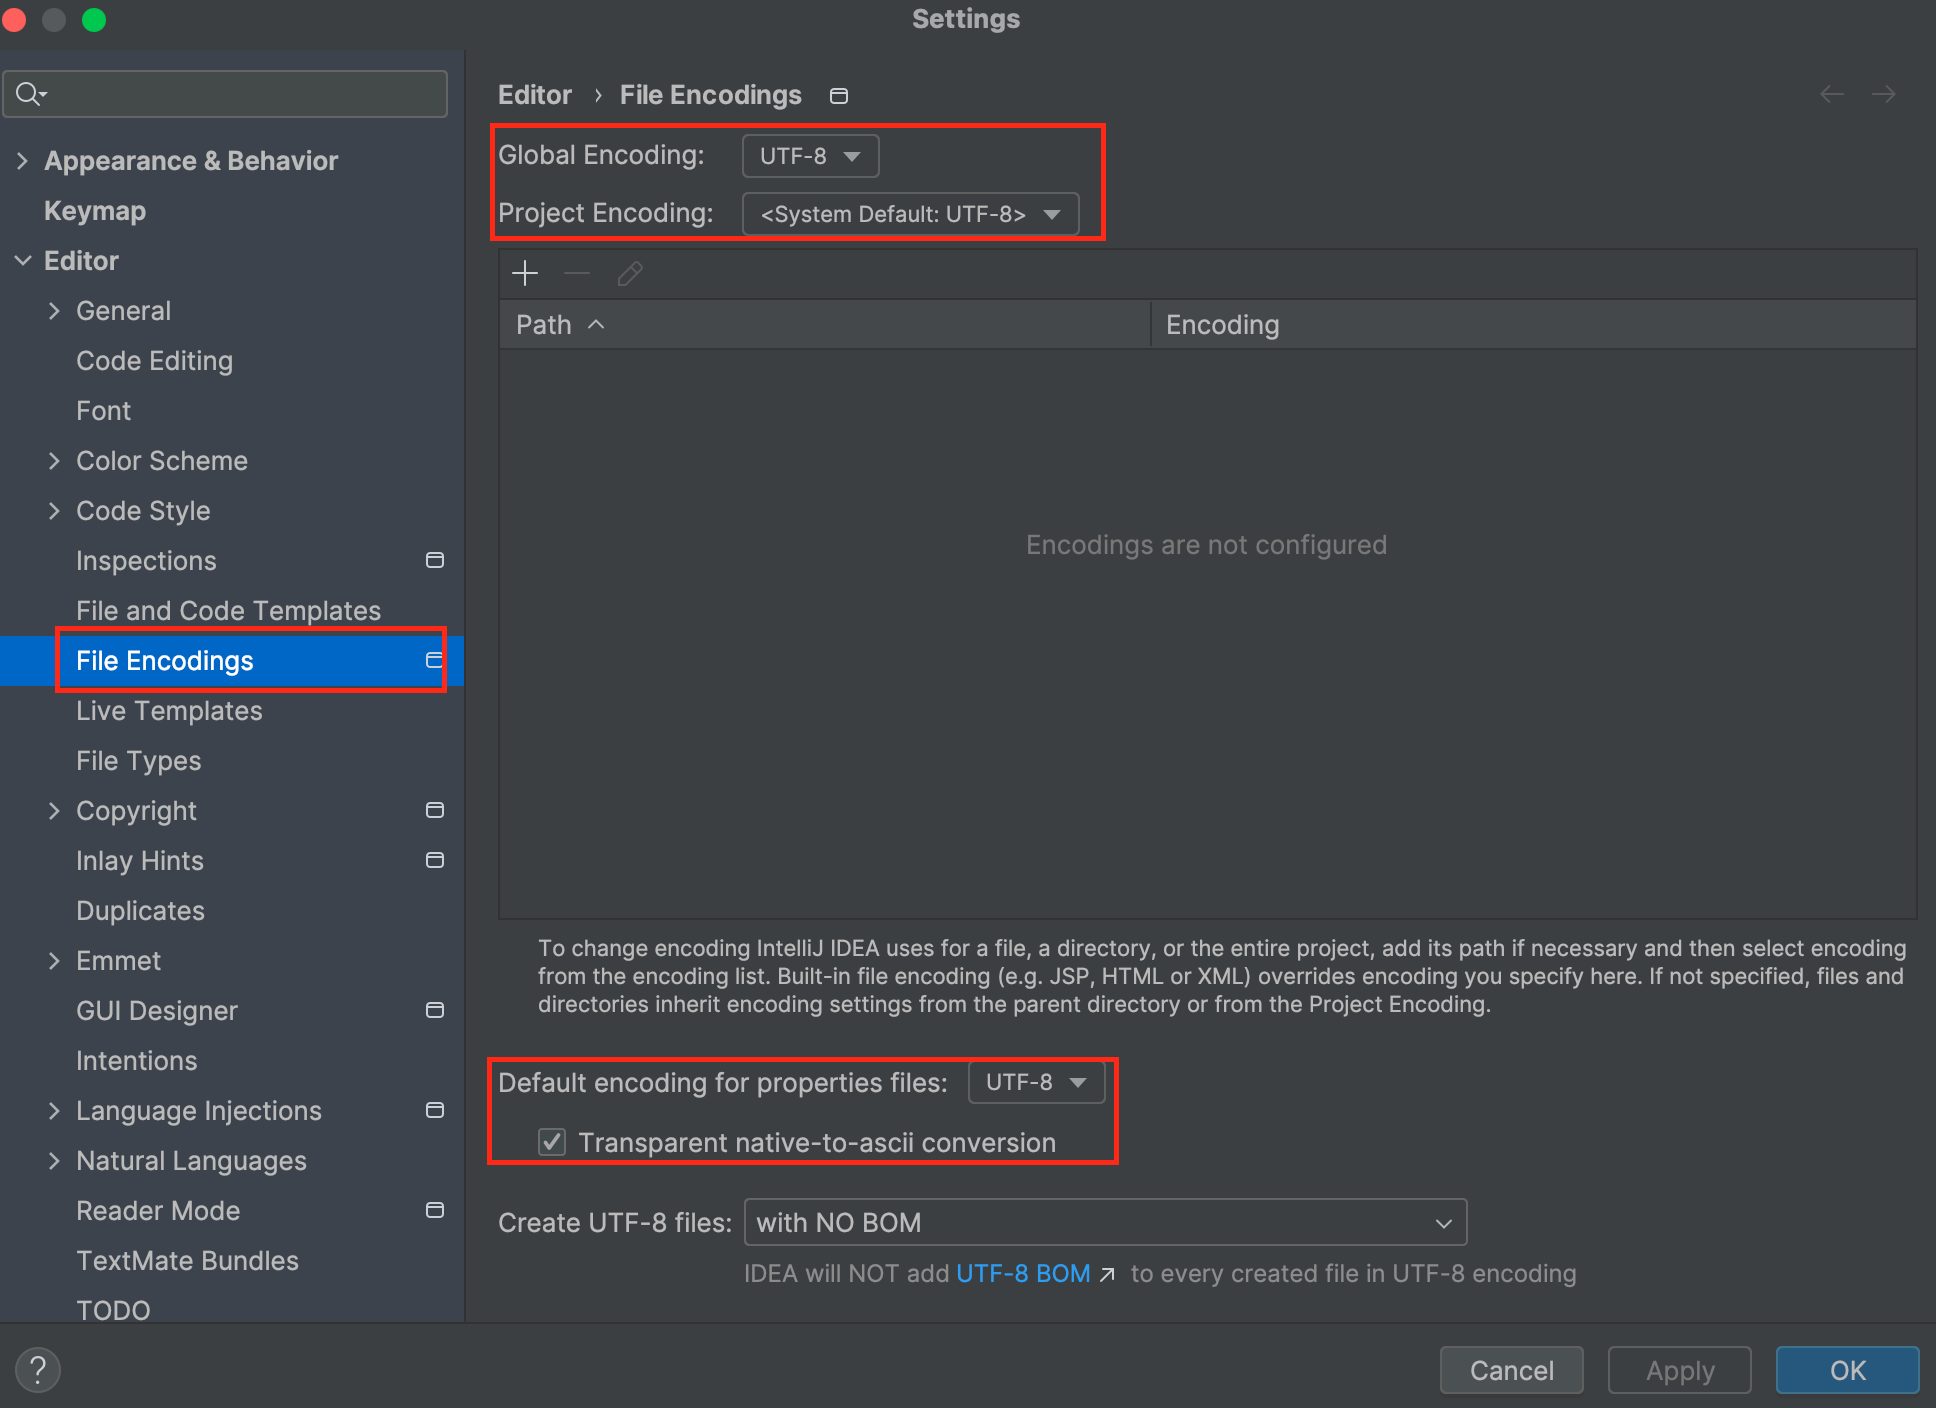 Settings
Appearance & Behavior
Keymap
Editor
General
Code Editing
Font
Color Scheme
Code Style
Inspections
File and Code Templates
File Encodings
Live Templates
File Types
Copyright
Inlay Hints
Duplicates
Emmet
GUI Designer
Intentions
Language Injections
Natural Languages
Reader Mode
TextMate Bundles
TODO
Editor › File Encodings
Global Encoding: UTF-8
Project Encoding: <System Default: UTF-8>
Path Encoding
Encodings are not configured
To change encoding IntelliJ IDEA uses for a file, a directory, or the entire project, add its path if necessary and then select encoding
from the encoding list. Built-in file encoding (e.g. JSP, HTML or XML) overrides encoding you specify here. If not specified, files and
directories inherit encoding settings from the parent directory or from the Project Encoding.
Default encoding for properties files: UTF-8
Transparent native-to-ascii conversion
Create UTF-8 files: with NO BOM
IDEA will NOT add UTF-8 BOM ↗ to every created file in UTF-8 encoding
? Cancel Apply OK